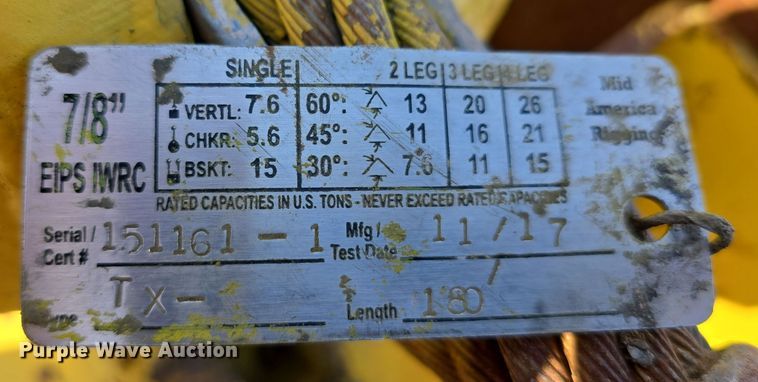 SINGLE 2 LEG 3 LEG 4 LEG
7/8"
EIPS IWRC
VERTL: 7.6 60°: 13 20 26
CHKR: 5.6 45°: 11 16 21
BSKT: 15 30°: 7.6 11 15
Mid
America
Rigging
RATED CAPACITIES IN U.S. TONS - NEVER EXCEED RATED CAPACITIES
Serial / Cert # 151161-1
Mfg / Test Date 11/17
TX-
Length 180'
Purple Wave Auction